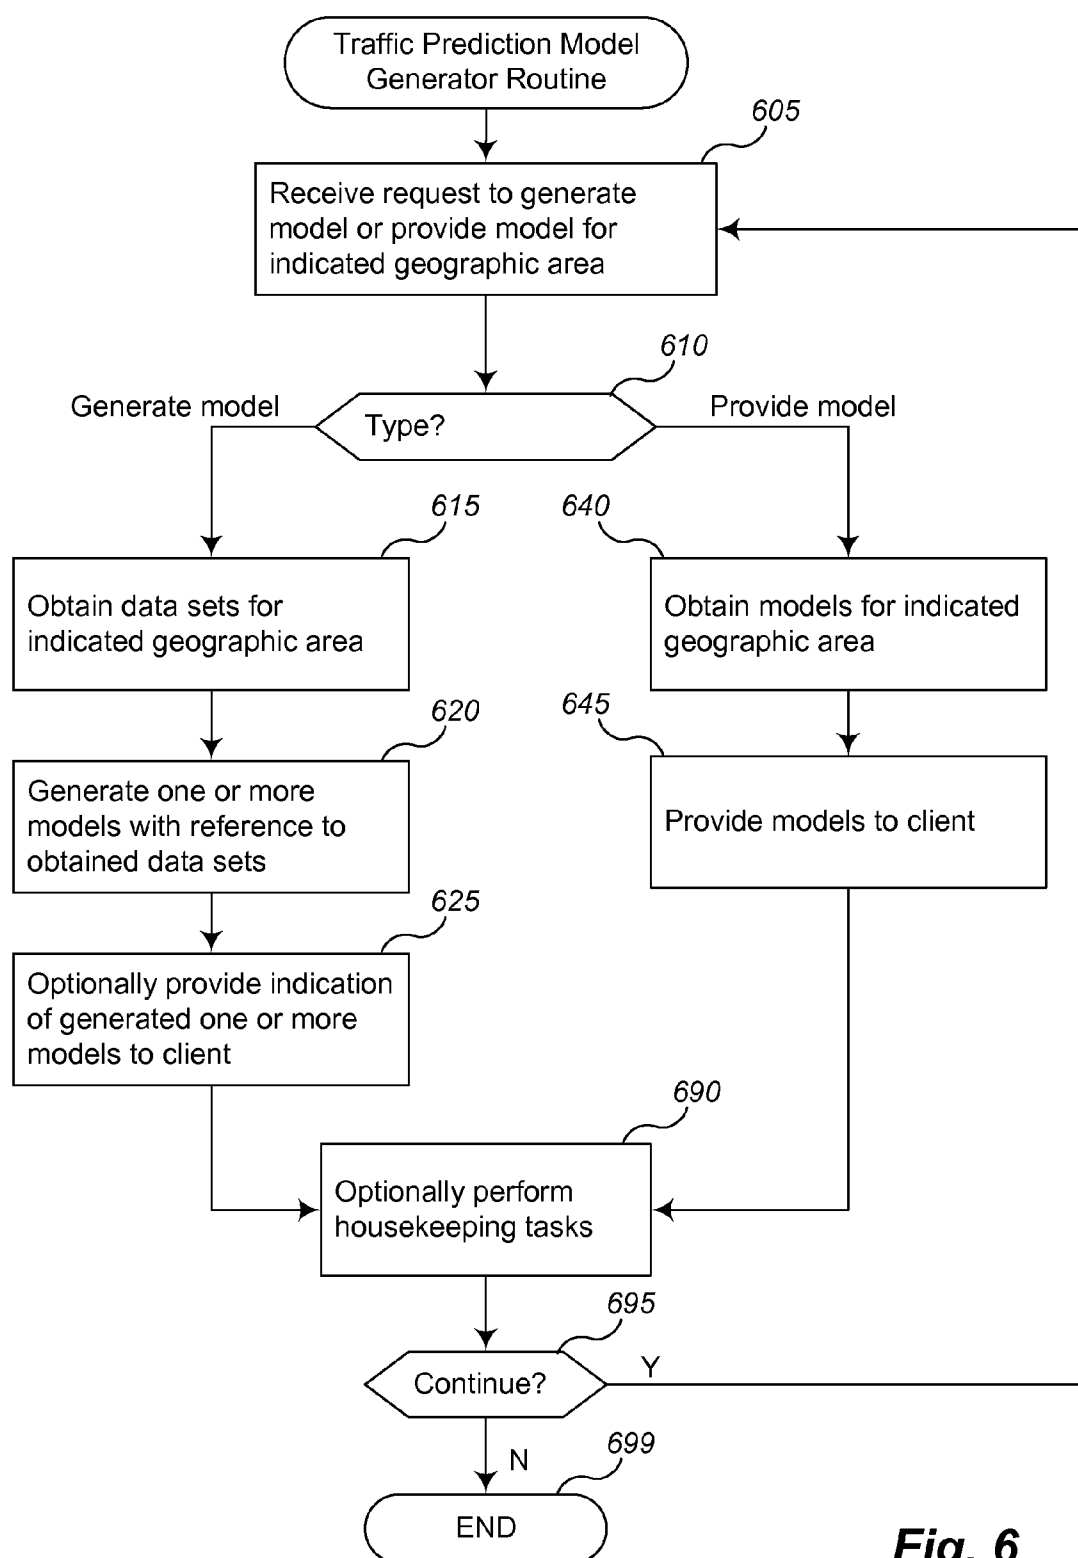 Traffic Prediction Model
Generator Routine
605
Receive request to generate
model or provide model for
indicated geographic area
610
Generate model
Type?
Provide model
615
640
Obtain data sets for
indicated geographic area
Obtain models for indicated
geographic area
620
645
Generate one or more
models with reference to
obtained data sets
Provide models to client
625
Optionally provide indication
of generated one or more
models to client
690
Optionally perform
housekeeping tasks
695
Continue?
Y
N
699
END
Fig. 6